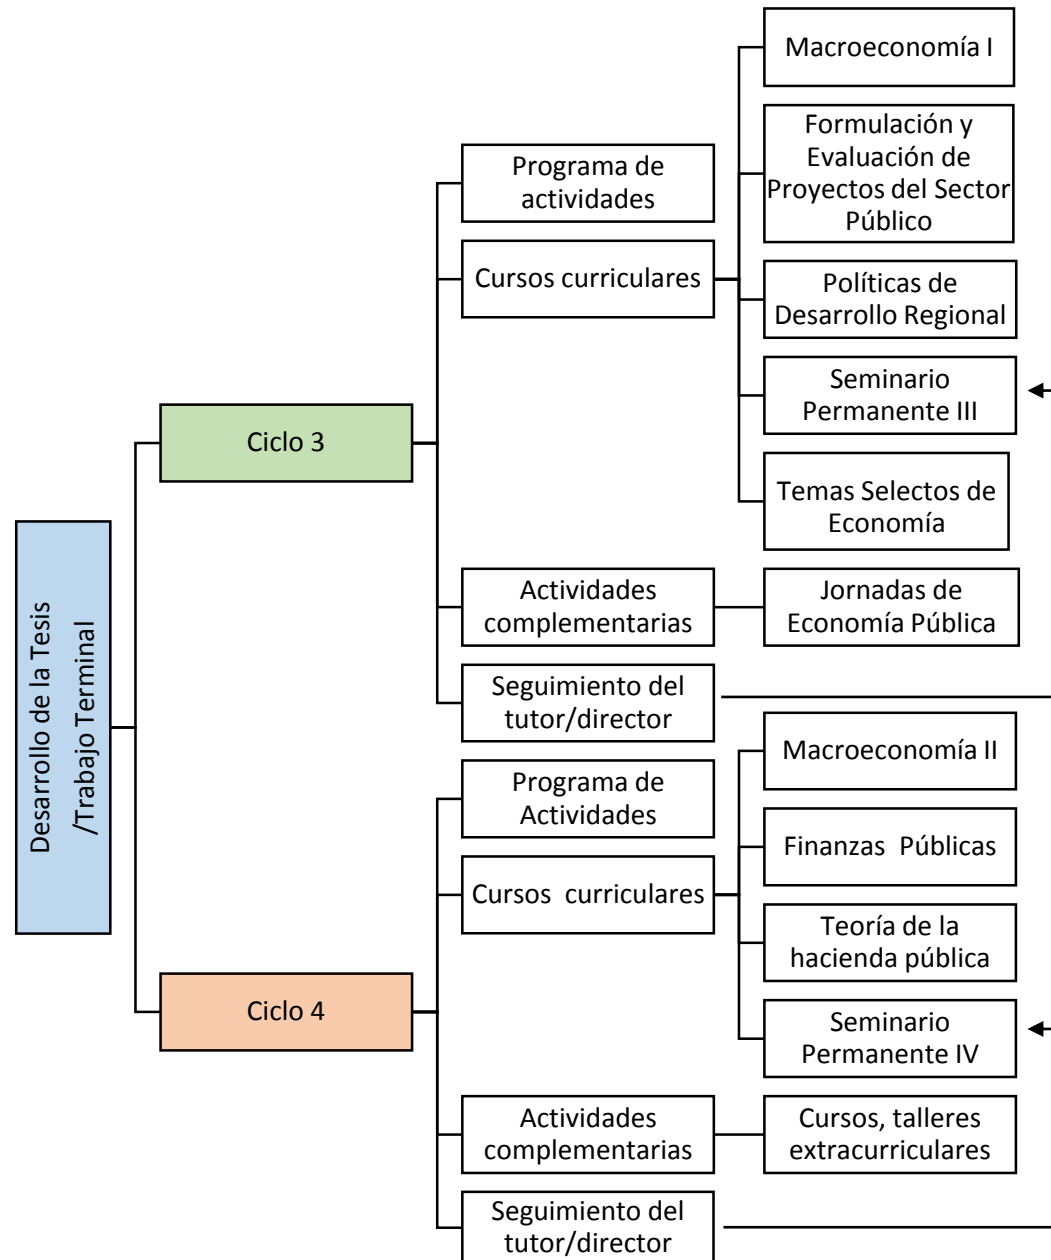 Desarrollo de la Tesis
/Trabajo Terminal
Ciclo 3
Programa de
actividades
Cursos curriculares
Macroeconomía I
Formulación y
Evaluación de
Proyectos del Sector
Público
Políticas de
Desarrollo Regional
Seminario
Permanente III
Temas Selectos de
Economía
Actividades
complementarias
Jornadas de
Economía Pública
Seguimiento del
tutor/director
Ciclo 4
Programa de
Actividades
Cursos  curriculares
Macroeconomía II
Finanzas  Públicas
Teoría de la
hacienda pública
Seminario
Permanente IV
Actividades
complementarias
Cursos, talleres
extracurriculares
Seguimiento del
tutor/director